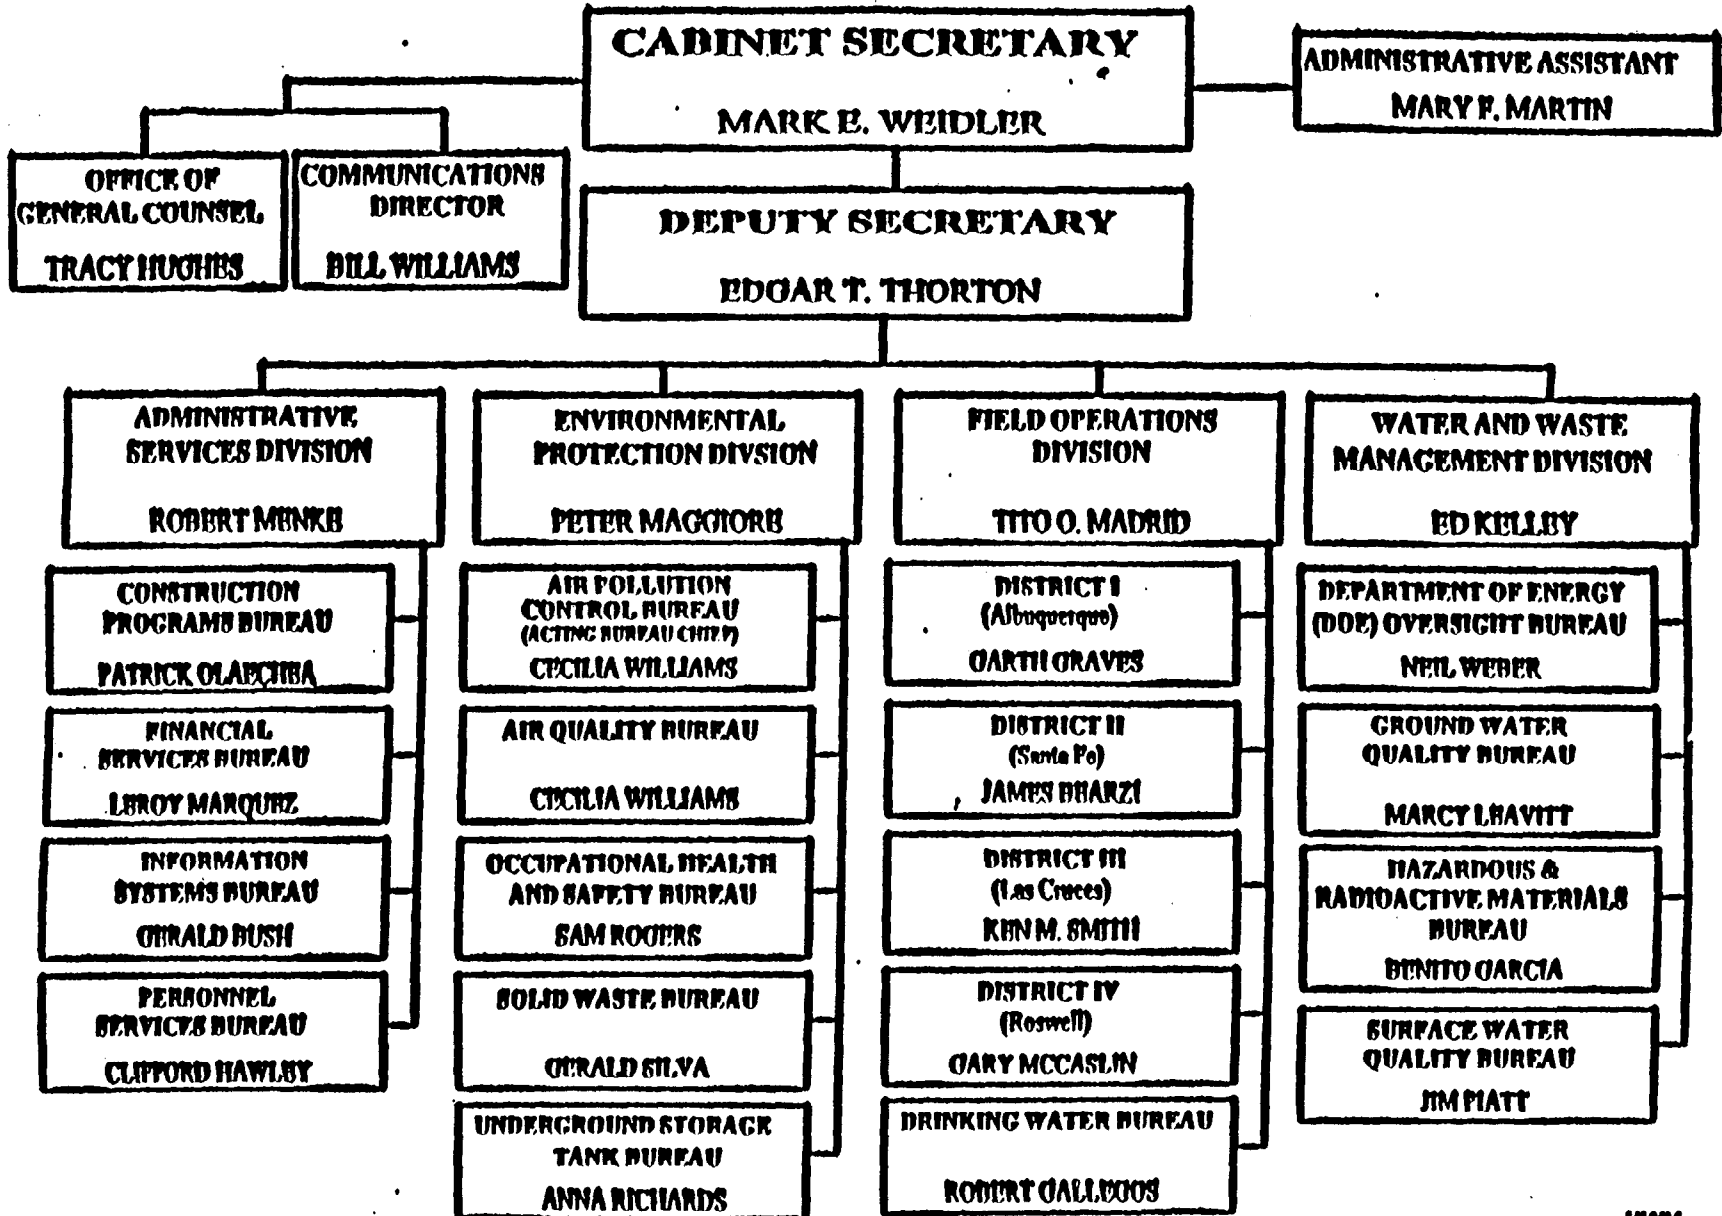 CABINET SECRETARY
MARK E. WEIDLER
ADMINISTRATIVE ASSISTANT
MARY F. MARTIN
OFFICE OF
GENERAL COUNSEL
TRACY HUGHES
COMMUNICATIONS
DIRECTOR
BILL WILLIAMS
DEPUTY SECRETARY
EDGAR T. THORTON
ADMINISTRATIVE
SERVICES DIVISION
ROBERT MENKE
CONSTRUCTION
PROGRAMS BUREAU
PATRICK OLAECHEA
FINANCIAL
SERVICES BUREAU
LEROY MARQUEZ
INFORMATION
SYSTEMS BUREAU
GERALD BUSH
PERSONNEL
SERVICES BUREAU
CLIFFORD HAWLEY
ENVIRONMENTAL
PROTECTION DIVSION
PETER MAGGIORE
AIR POLLUTION
CONTROL BUREAU
(ACTING BUREAU CHIEF)
CECILIA WILLIAMS
AIR QUALITY BUREAU
CECILIA WILLIAMS
OCCUPATIONAL HEALTH
AND SAFETY BUREAU
SAM ROGERS
SOLID WASTE BUREAU
GERALD SILVA
UNDERGROUND STORAGE
TANK BUREAU
ANNA RICHARDS
FIELD OPERATIONS
DIVISION
TITO O. MADRID
DISTRICT I
(Albuquerque)
GARTH GRAVES
DISTRICT II
(Santa Fe)
JAMES BEARZI
DISTRICT III
(Las Cruces)
KEN M. SMITH
DISTRICT IV
(Roswell)
GARY MCCASLIN
DRINKING WATER BUREAU
ROBERT GALLEGOS
WATER AND WASTE
MANAGEMENT DIVISION
ED KELLEY
DEPARTMENT OF ENERGY
(DOE) OVERSIGHT BUREAU
NEIL WEBER
GROUND WATER
QUALITY BUREAU
MARCY LEAVITT
HAZARDOUS &
RADIOACTIVE MATERIALS
BUREAU
BENITO GARCIA
SURFACE WATER
QUALITY BUREAU
JIM PIATT